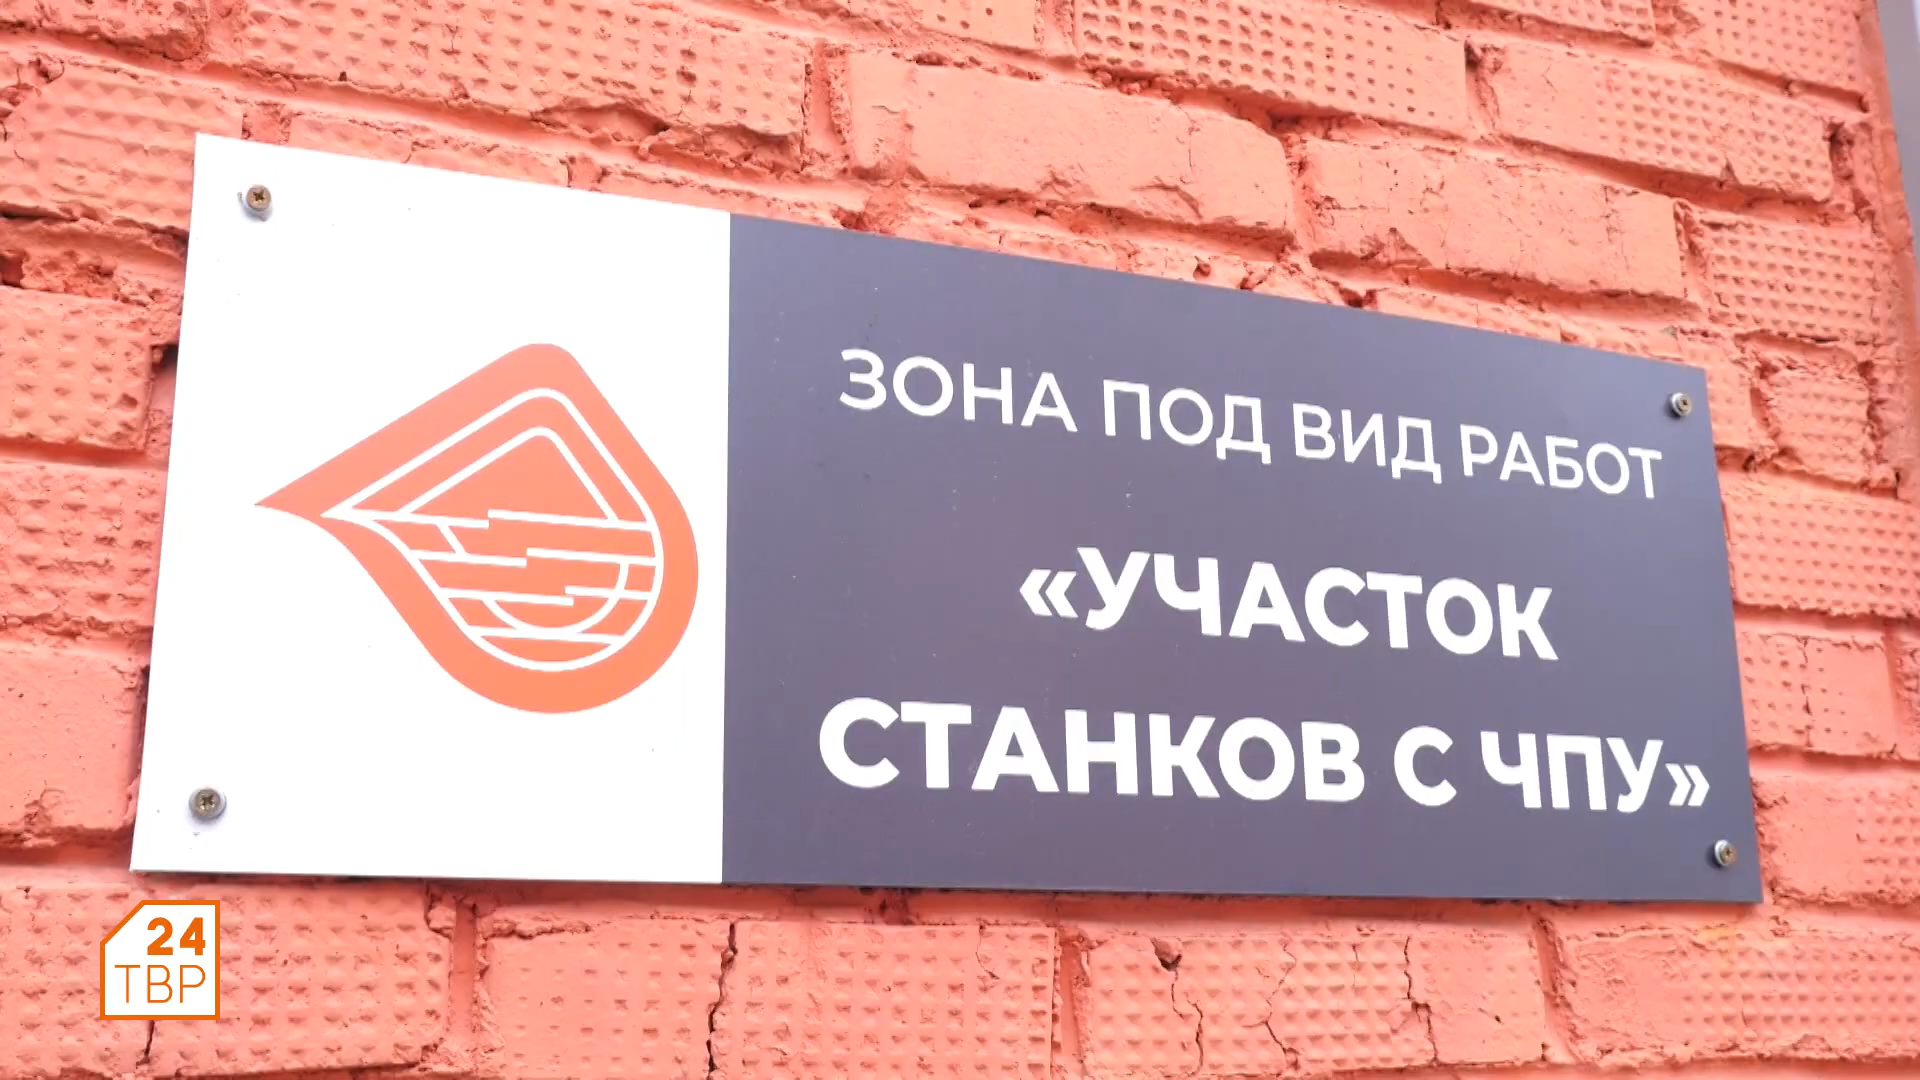 ЗОНА ПОД ВИД РАБОТ
«УЧАСТОК
СТАНКОВ С ЧПУ»
24
ТВР